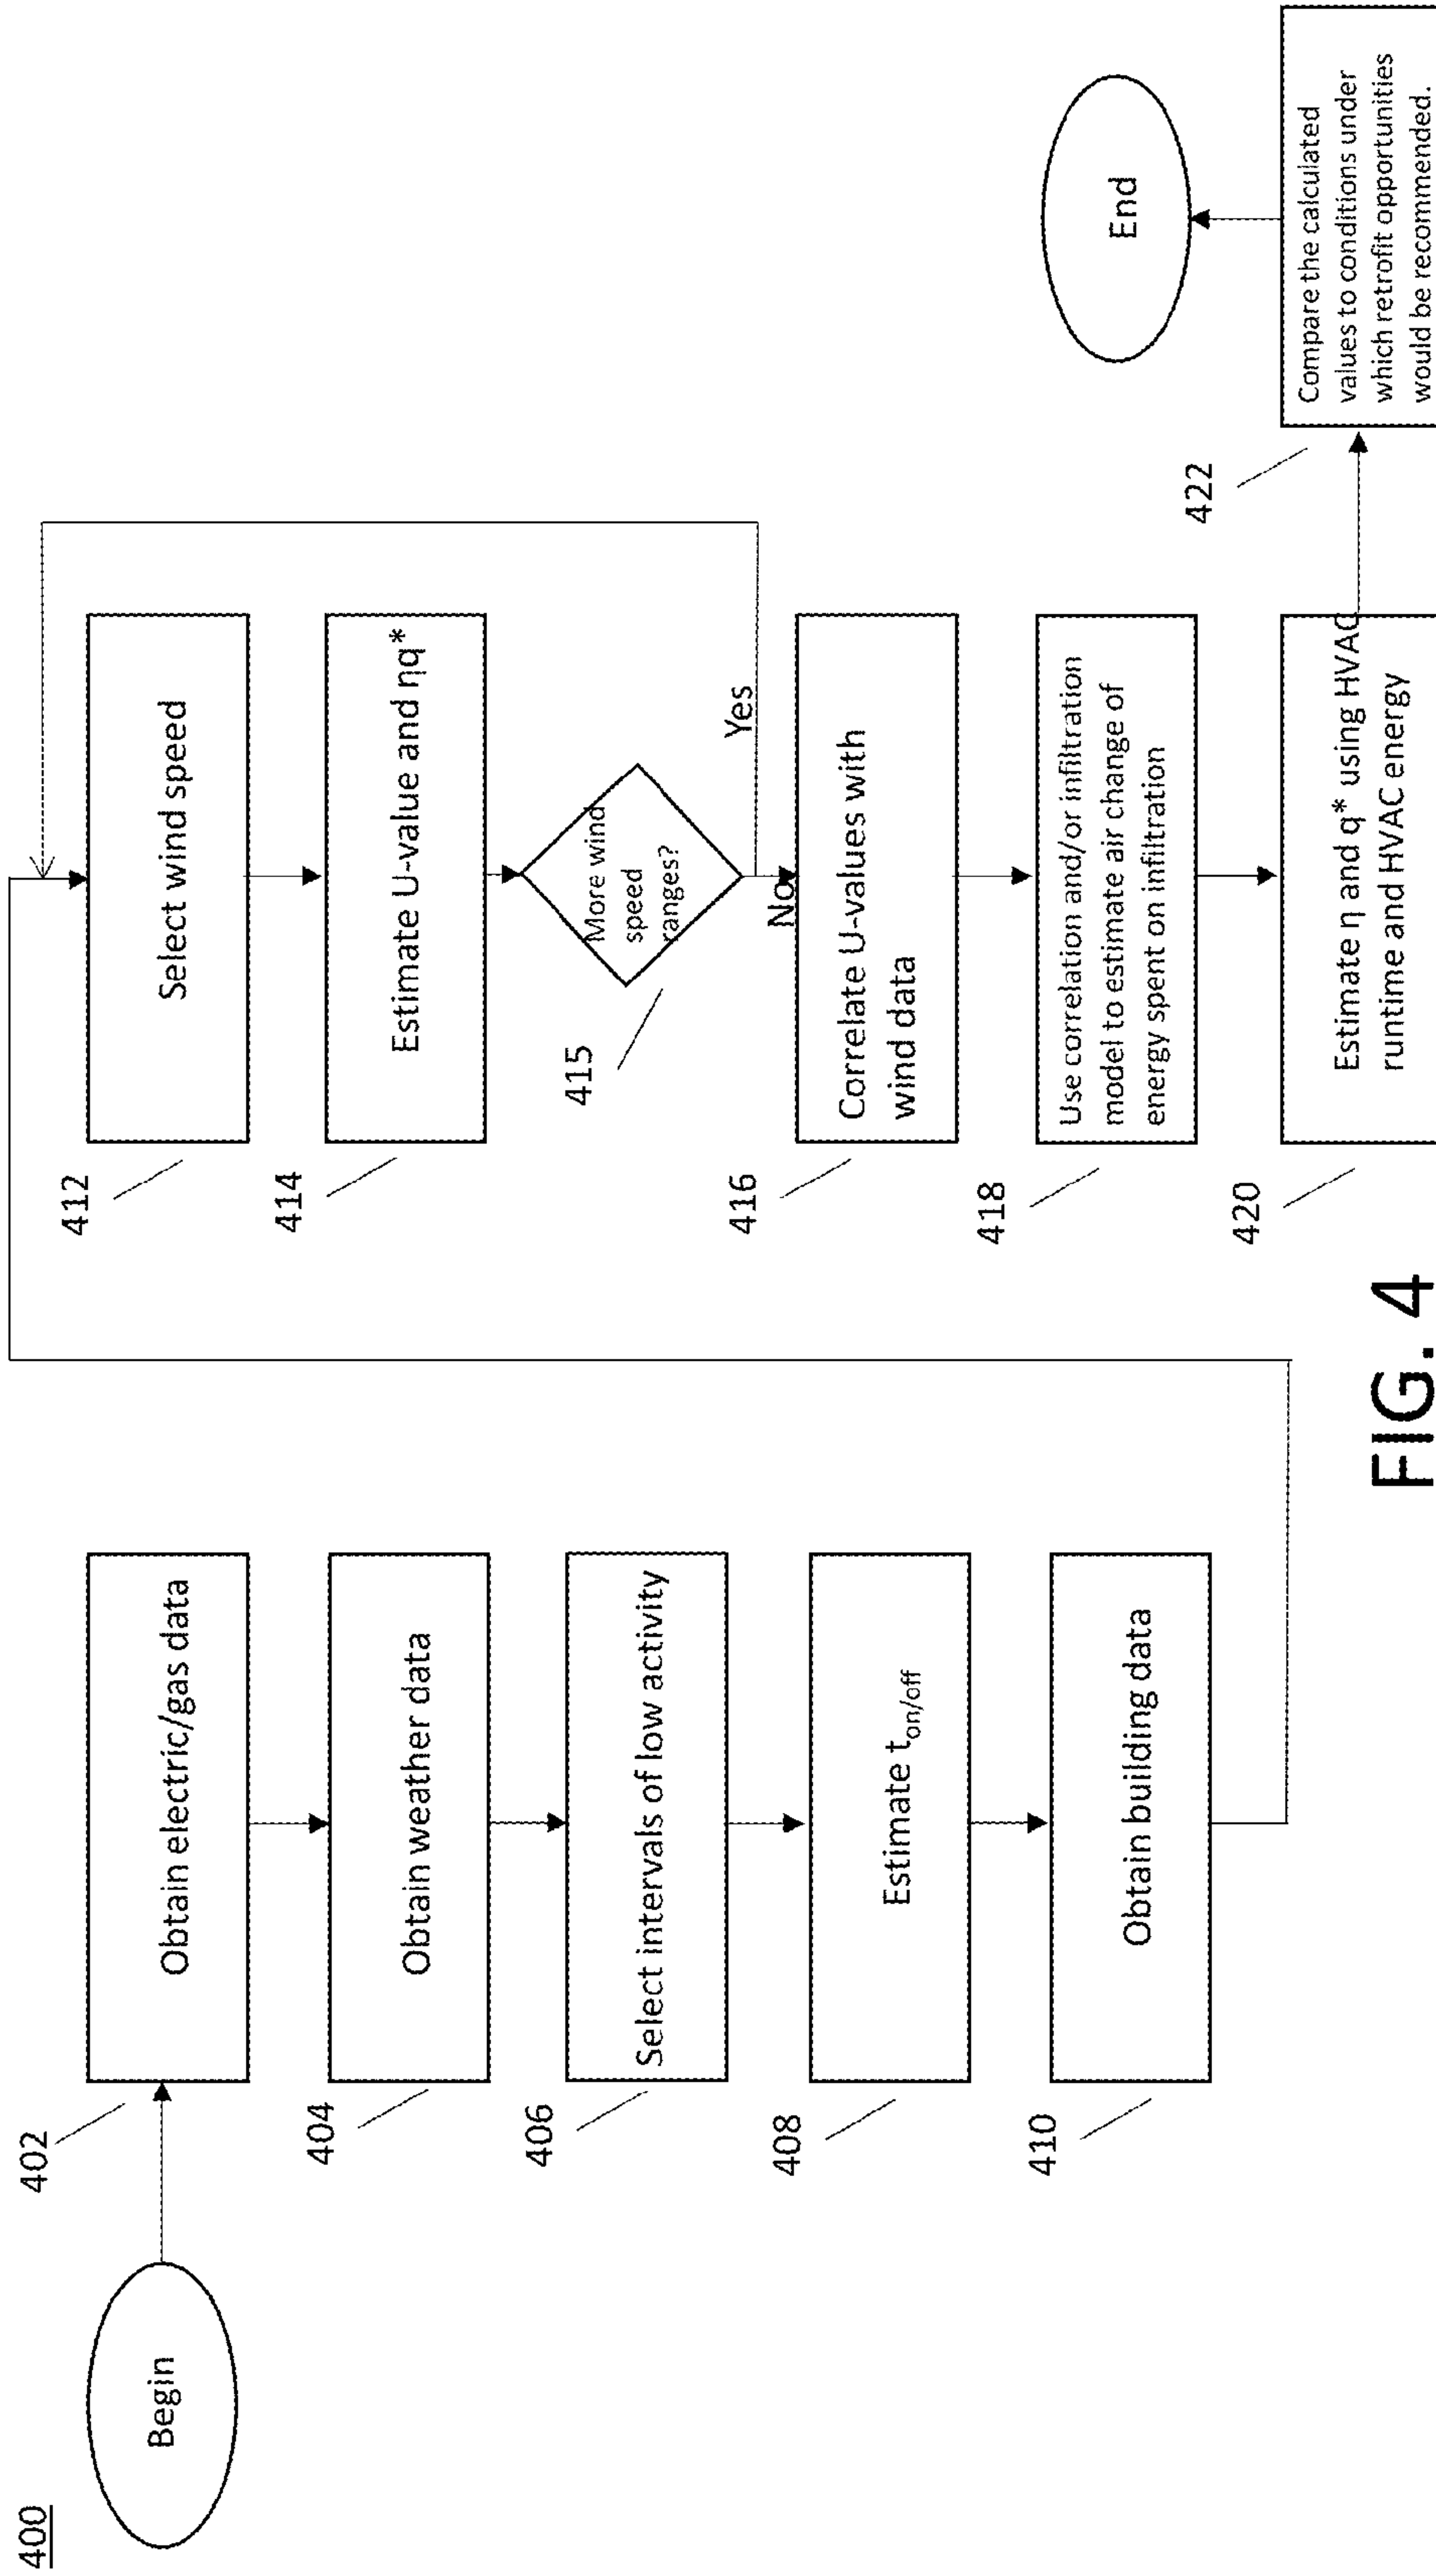 400
Begin
402
Obtain electric/gas data
404
Obtain weather data
406
Select intervals of low activity
408
Estimate t on/off
410
Obtain building data
412
Select wind speed
414
Estimate U-value and ηq*
415
More wind
speed
ranges?
Yes
No
416
Correlate U-values with
wind data
418
Use correlation and/or infiltration
model to estimate air change of
energy spent on infiltration
420
Estimate η and q* using HVAC
runtime and HVAC energy
422
Compare the calculated
values to conditions under
which retrofit opportunities
would be recommended.
End
FIG. 4